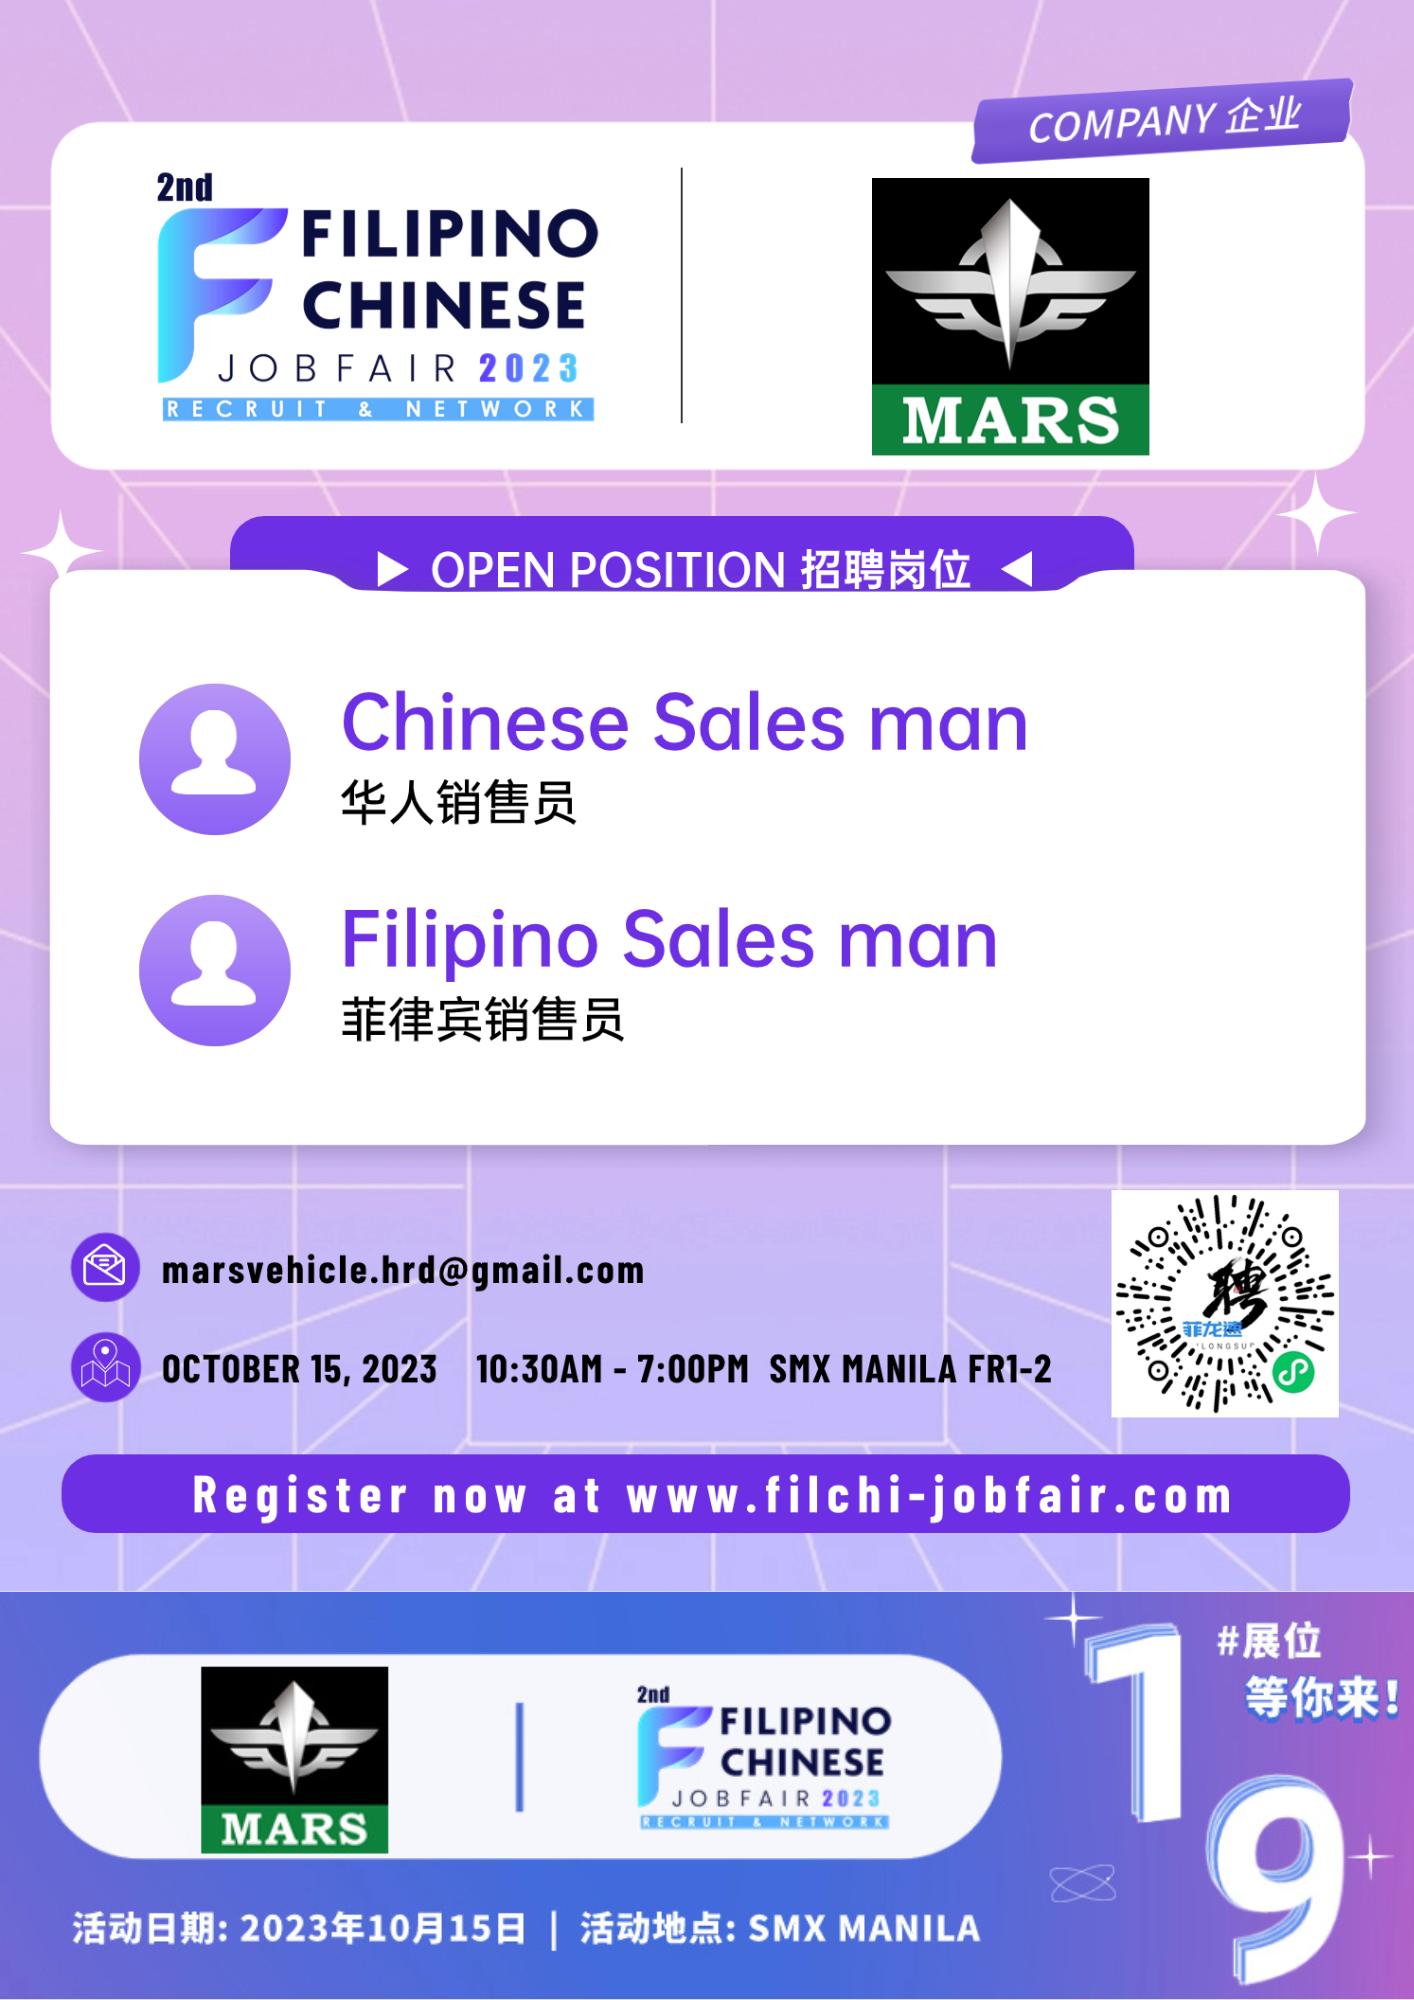 COMPANY 企业
2nd
FILIPINO
CHINESE
JOBFAIR 2023
RECRUIT & NETWORK
MARS
OPEN POSITION 招聘岗位
Chinese Sales man
华人销售员
Filipino Sales man
菲律宾销售员
marsvehicle.hrd@gmail.com
OCTOBER 15, 2023 10:30AM - 7:00PM SMX MANILA FR1-2
聘
菲龙速
Register now at www.filchi-jobfair.com
#展位
等你来!
19
MARS
2nd
FILIPINO
CHINESE
JOBFAIR 2023
RECRUIT & NETWORK
活动日期: 2023年10月15日 | 活动地点: SMX MANILA